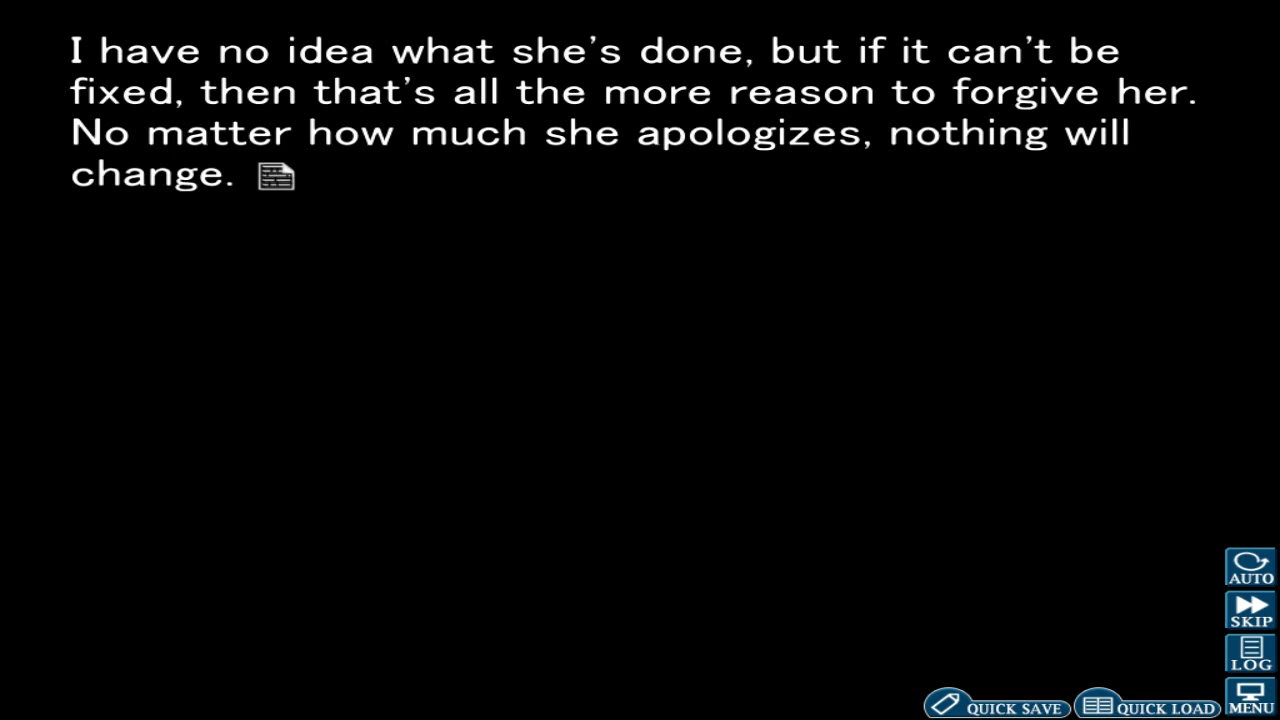 I have no idea what she's done, but if it can't be
fixed, then that's all the more reason to forgive her.
No matter how much she apologizes, nothing will
change.
AUTO
SKIP
LOG
QUICK SAVE
QUICK LOAD
MENU